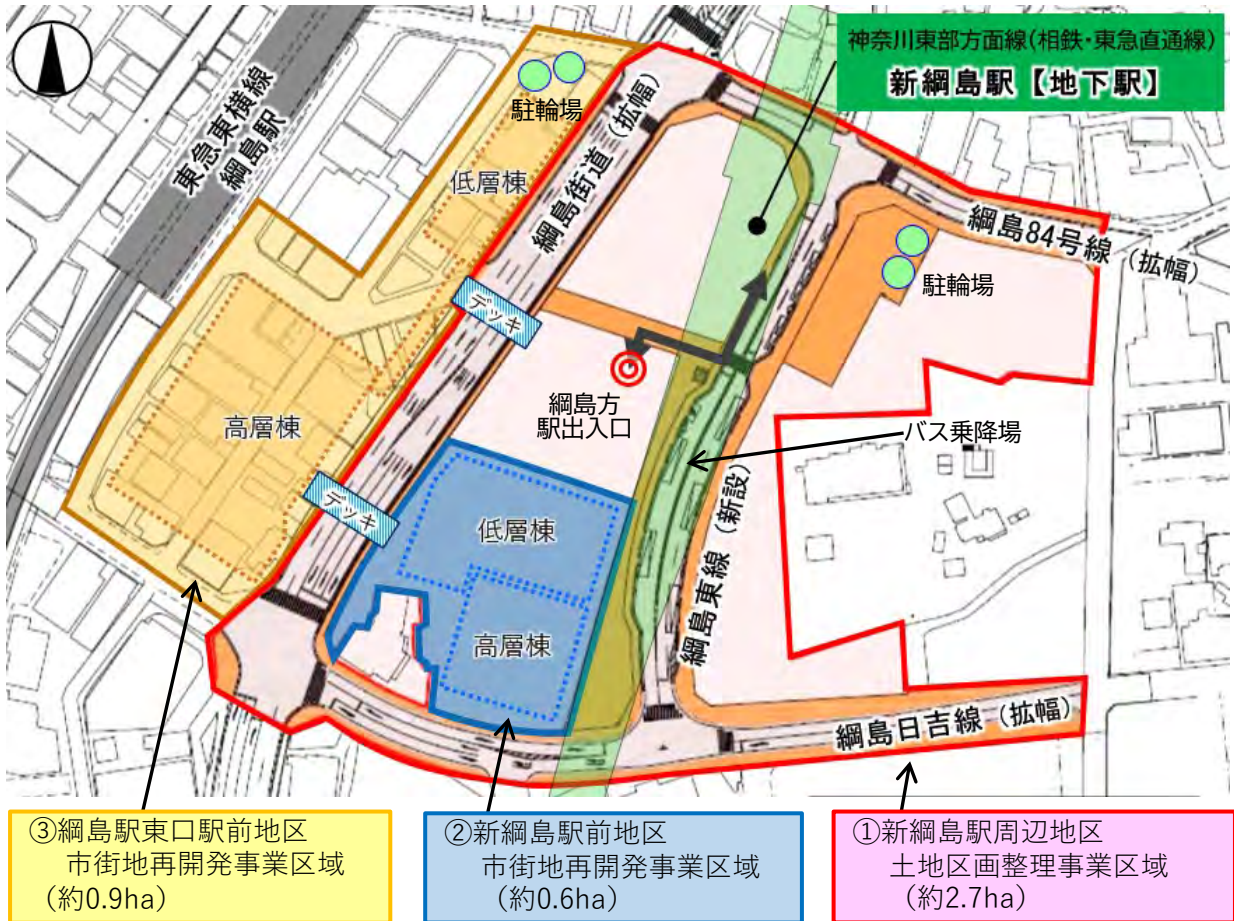 神奈川東部方面線(相鉄・東急直通線)
新綱島駅【地下駅】
駐輪場
東急東横線
綱島駅
低層棟
綱島街道(拡幅)
綱島84号線(拡幅)
駐輪場
デッキ
綱島方
駅出入口
高層棟
バス乗降場
デッキ
低層棟
綱島東線(新設)
高層棟
綱島日吉線(拡幅)
③綱島駅東口駅前地区
市街地再開発事業区域
(約0.9ha)
②新綱島駅前地区
市街地再開発事業区域
(約0.6ha)
①新綱島駅周辺地区
土地区画整理事業区域
(約2.7ha)